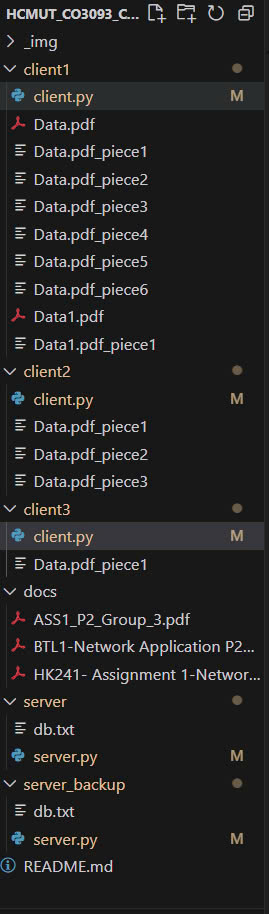 HCMUT_CO3093_C...
_img
client1
client.py M
Data.pdf
Data.pdf_piece1
Data.pdf_piece2
Data.pdf_piece3
Data.pdf_piece4
Data.pdf_piece5
Data.pdf_piece6
Data1.pdf
Data1.pdf_piece1
client2
client.py M
Data.pdf_piece1
Data.pdf_piece2
Data.pdf_piece3
client3
client.py M
Data.pdf_piece1
docs
ASS1_P2_Group_3.pdf
BTL1-Network Application P2...
HK241- Assignment 1-Networ...
server
db.txt
server.py M
server_backup
db.txt
server.py M
README.md